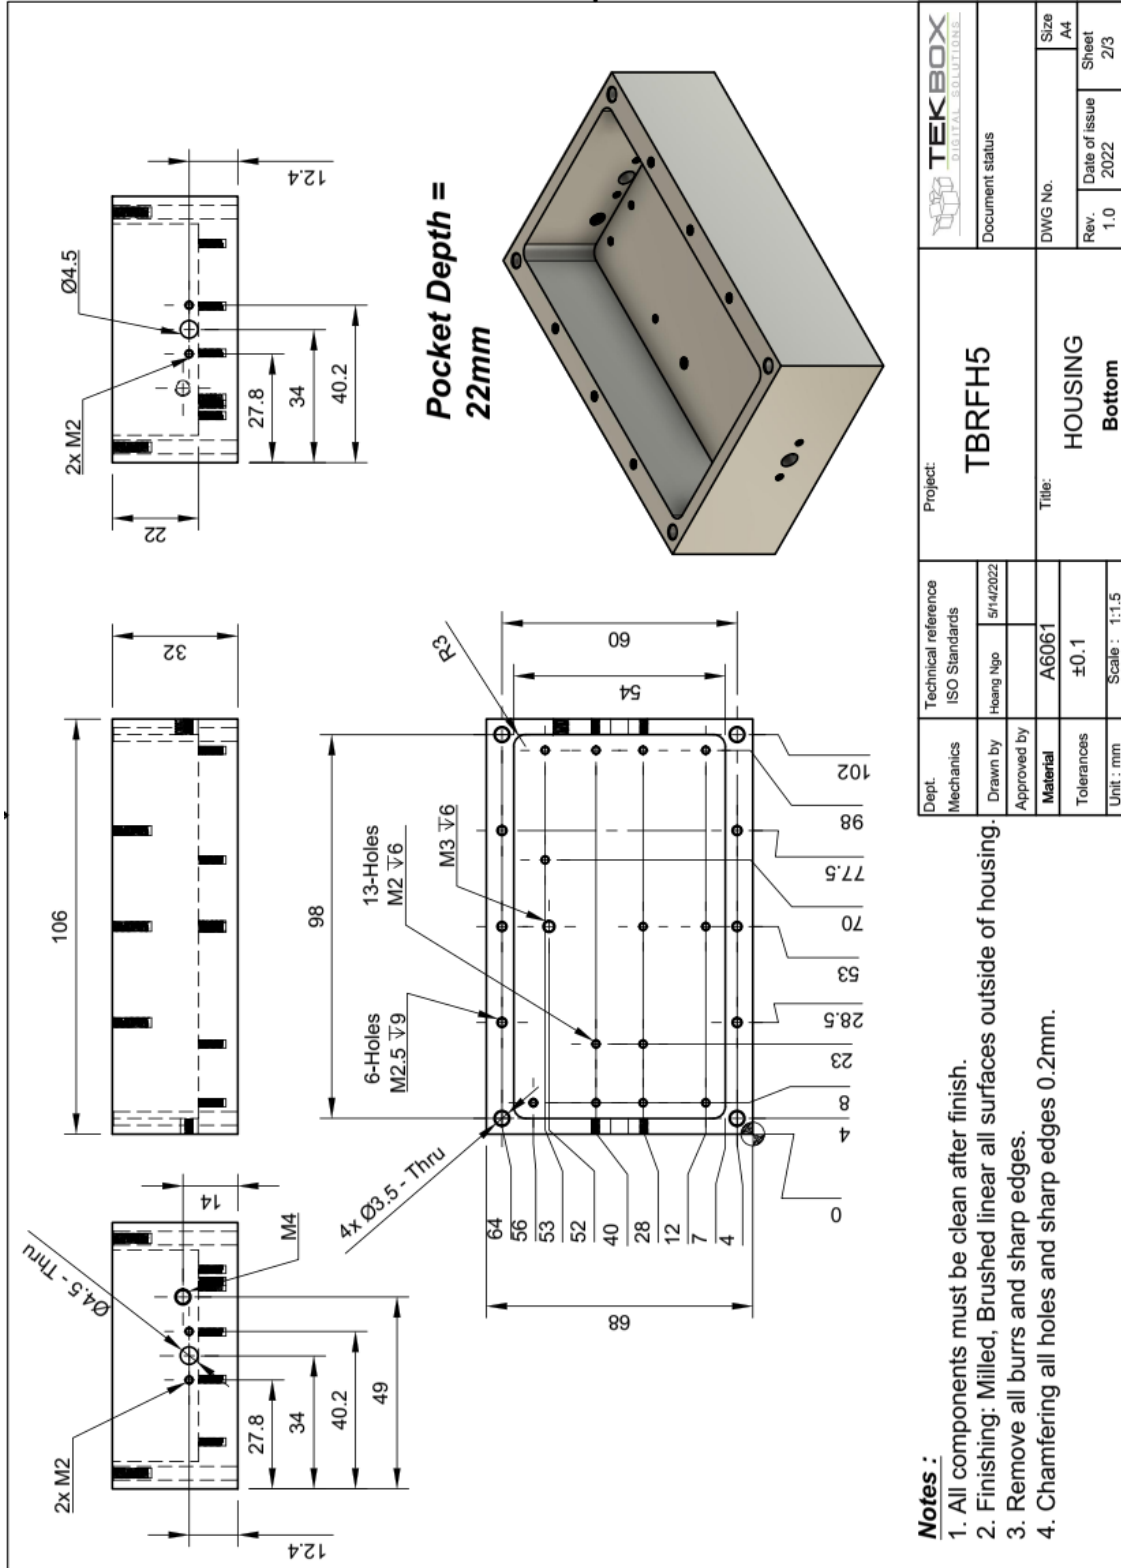 2x M2
Ø4.5 - Thru
M4
14
12.4
27.8
34
40.2
49
106
32
2x M2
Ø4.5
12.4
22
27.8
34
40.2
98
6-Holes
M2.5 ↧9
13-Holes
M2 ↧6
M3 ↧6
R3
4x Ø3.5 - Thru
68
64
56
53
52
40
28
12
7
4
54
60
0
4
8
23
28.5
53
70
77.5
98
102
Pocket Depth =
22mm
Notes :
1. All components must be clean after finish.
2. Finishing: Milled, Brushed linear all surfaces outside of housing.
3. Remove all burrs and sharp edges.
4. Chamfering all holes and sharp edges 0.2mm.
Dept.
Mechanics
Technical reference
ISO Standards
Drawn by
Hoang Ngo
5/14/2022
Approved by
Material
A6061
Tolerances
±0.1
Unit : mm
Scale : 1:1.5
Project:
TBRFH5
Title:
HOUSING
Bottom
TEKBOX
DIGITAL SOLUTIONS
Document status
DWG No.
Size
A4
Rev.
1.0
Date of issue
2022
Sheet
2/3